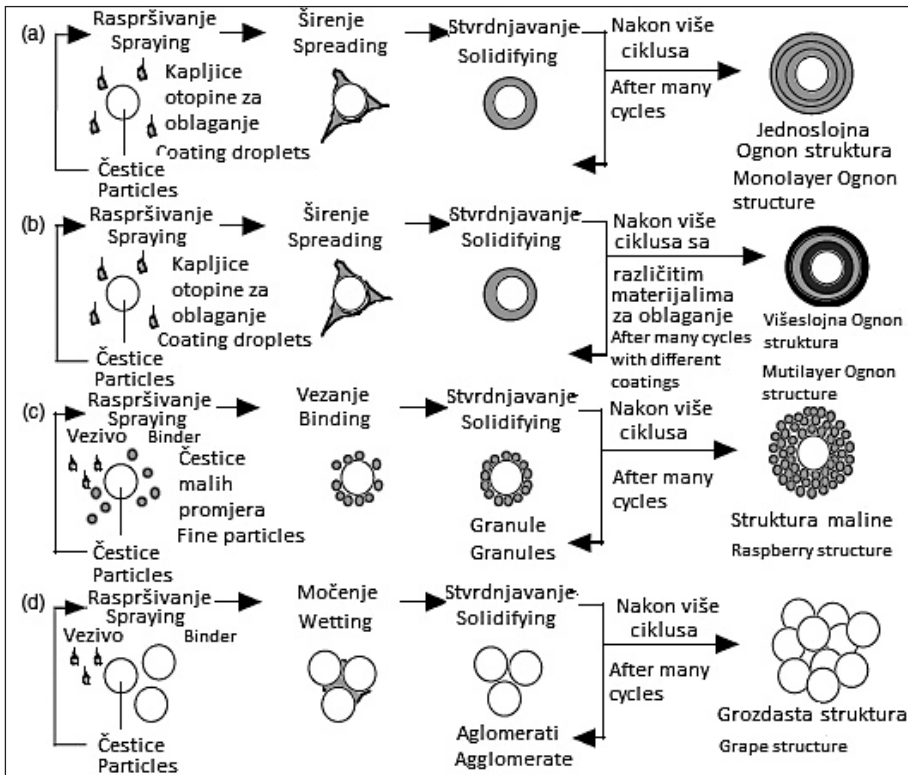 (a)
Raspršivanje
Spraying
Širenje
Spreading
Stvrdnjavanje
Solidifying
Nakon više
ciklusa
After many
cycles
Kapljice
otopine za
oblaganje
Coating droplets
Čestice
Particles
Jednoslojna
Ognon struktura
Monolayer Ognon
structure
(b)
Raspršivanje
Spraying
Širenje
Spreading
Stvrdnjavanje
Solidifying
Nakon više
ciklusa sa
različitim
materijalima
za oblaganje
After many cycles
with different
coatings
Kapljice
otopine za
oblaganje
Coating droplets
Čestice
Particles
Višeslojna Ognon
struktura
Mutilayer Ognon
structure
(c)
Raspršivanje
Spraying
Vezivo Binder
Vezanje
Binding
Stvrdnjavanje
Solidifying
Nakon više
ciklusa
After many
cycles
Čestice
malih
promjera
Fine particles
Čestice
Particles
Granule
Granules
Struktura maline
Raspberry structure
(d)
Raspršivanje
Spraying
Vezivo Binder
Močenje
Wetting
Stvrdnjavanje
Solidifying
Nakon više
ciklusa
After many
cycles
Čestice
Particles
Aglomerati
Agglomerate
Grozdasta struktura
Grape structure